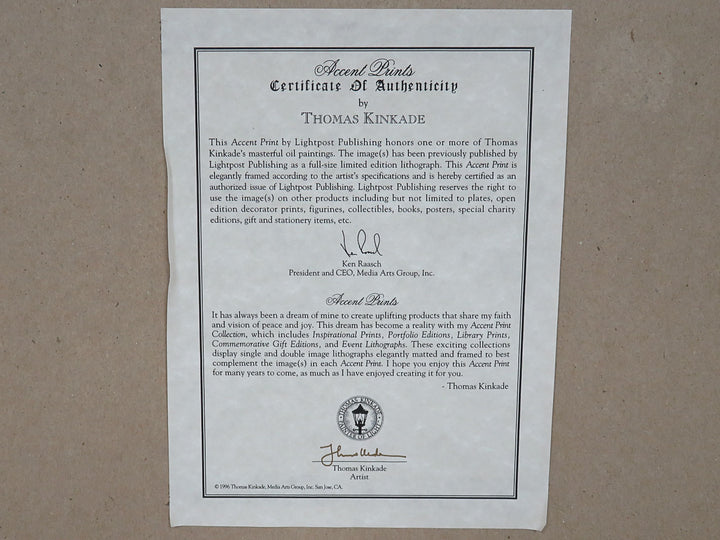 Accent Prints
Certificate Of Authenticity
by
THOMAS KINKADE
This Accent Print by Lightpost Publishing honors one or more of Thomas
Kinkade's masterful oil paintings. The image(s) has been previously published by
Lightpost Publishing as a full-size limited edition lithograph. This Accent Print is
elegantly framed according to the artist's specifications and is hereby certified as an
authorized issue of Lightpost Publishing. Lightpost Publishing reserves the right to
use the image(s) on other products including but not limited to plates, open
edition decorator prints, figurines, collectibles, books, posters, special charity
editions, gift and stationery items, etc.
Ken Raasch
Ken Raasch
President and CEO, Media Arts Group, Inc.
Accent Prints
It has always been a dream of mine to create uplifting products that share my faith
and vision of peace and joy. This dream has become a reality with my Accent Print
Collection, which includes Inspirational Prints, Portfolio Editions, Library Prints,
Commemorative Gift Editions, and Event Lithographs. These exciting collections
display single and double image lithographs elegantly matted and framed to best
complement the image(s) in each Accent Print. I hope you enjoy this Accent Print
for many years to come, as much as I have enjoyed creating it for you.
- Thomas Kinkade
THOMAS KINKADE
PAINTER OF LIGHT
Thomas Kinkade
Artist
© 1996 Thomas Kinkade, Media Arts Group, Inc. San Jose, CA.